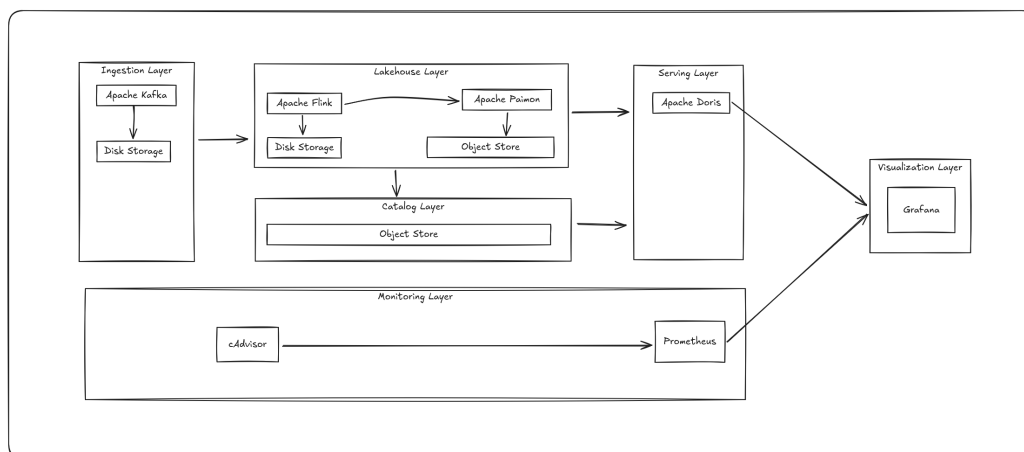 Ingestion Layer
Apache Kafka
Disk Storage
Lakehouse Layer
Apache Flink
Apache Paimon
Disk Storage
Object Store
Catalog Layer
Object Store
Serving Layer
Apache Doris
Visualization Layer
Grafana
Monitoring Layer
cAdvisor
Prometheus